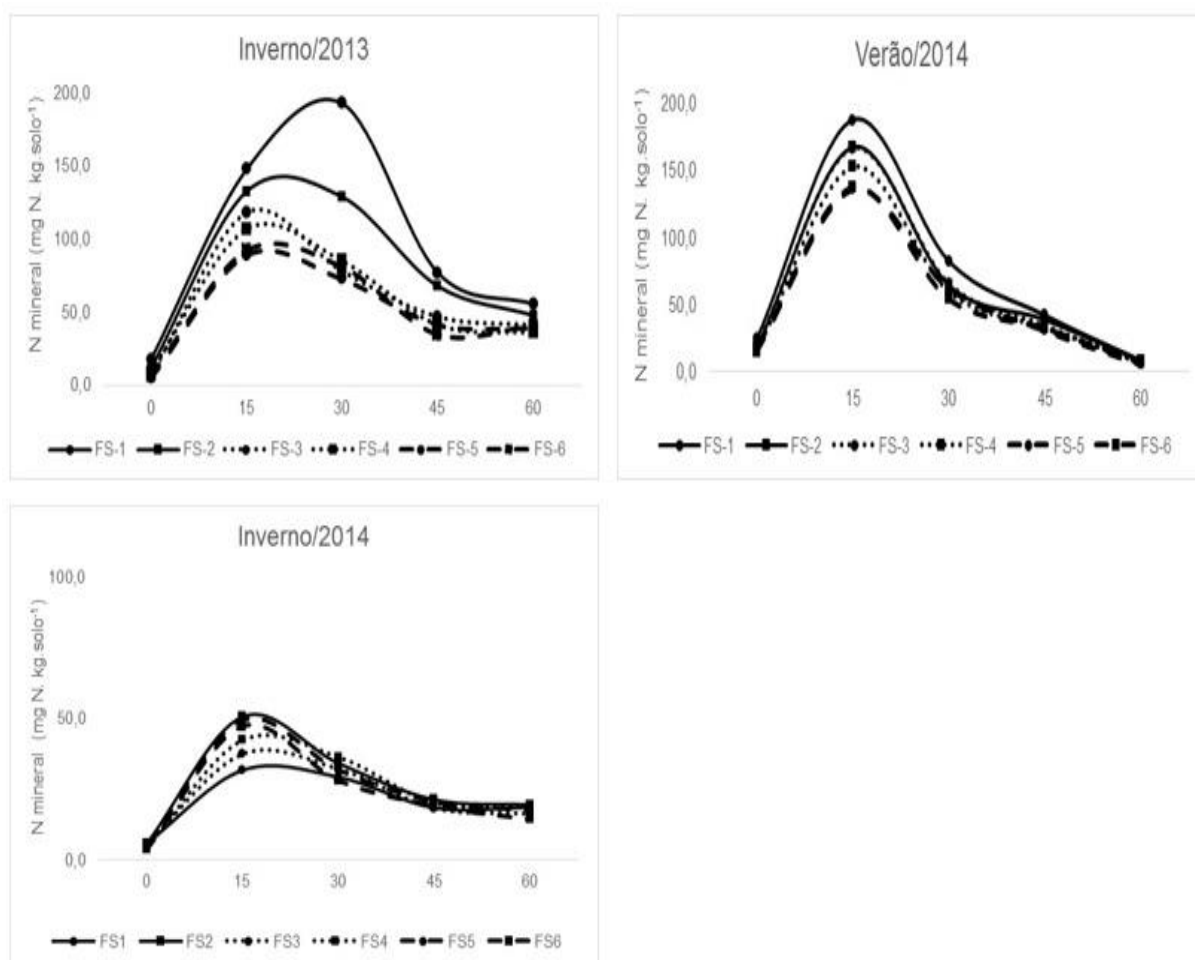 Inverno/2013
N mineral (mg N. kg.solo⁻¹)
200,0
150,0
100,0
50,0
0,0
0 15 30 45 60
FS-1 FS-2 FS-3 FS-4 FS-5 FS-6
Verão/2014
N mineral (mg N. kg.solo⁻¹)
200,0
150,0
100,0
50,0
0,0
0 15 30 45 60
FS-1 FS-2 FS-3 FS-4 FS-5 FS-6
Inverno/2014
N mineral (mg N. kg.solo⁻¹)
100,0
50,0
0,0
0 15 30 45 60
FS1 FS2 FS3 FS4 FS5 FS6